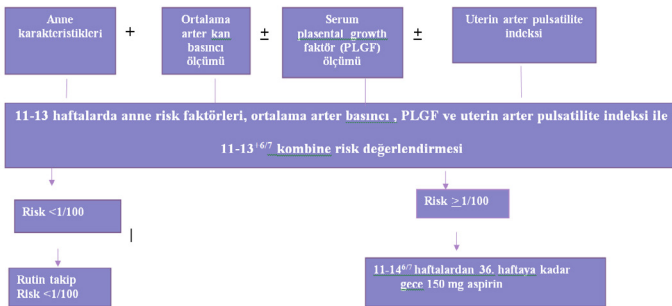 Anne
karakteristikleri
+
Ortalama
arter kan
basıncı
ölçümü
±
Serum
plasental growth
faktör (PLGF)
ölçümü
±
Uterin arter pulsatilite
indeksi
11-13 haftalarda anne risk faktörleri, ortalama arter basıncı , PLGF ve uterin arter pulsatilite indeksi ile
11-13⁺⁶/⁷ kombine risk değerlendirmesi
Risk <1/100
Risk ≥1/100
Rutin takip
Risk <1/100
11-14⁶/⁷ haftalardan 36. haftaya kadar
gece 150 mg aspirin